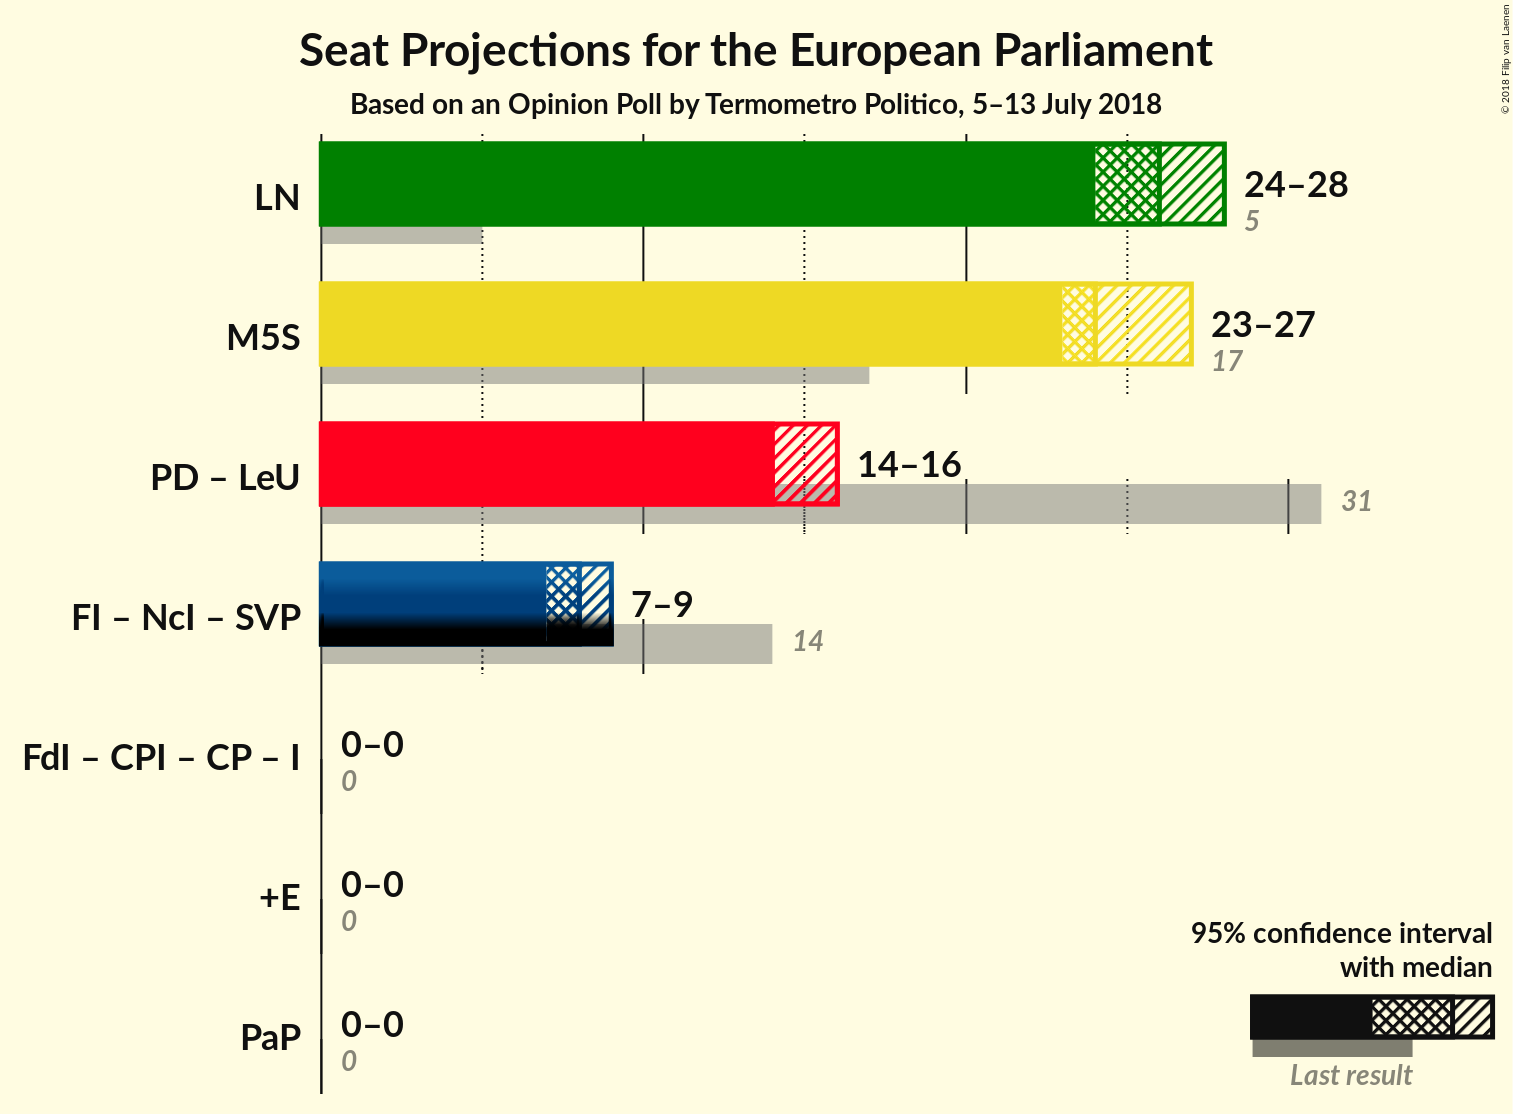 Seat Projections for the European Parliament
Based on an Opinion Poll by Termometro Politico, 5–13 July 2018
© 2018 Filip van Laenen
LN
24–28
5
M5S
23–27
17
PD – LeU
14–16
31
FI – NcI – SVP
7–9
14
FdI – CPI – CP – I
0–0
0
+E
0–0
0
PaP
0–0
0
95% confidence interval
with median
Last result